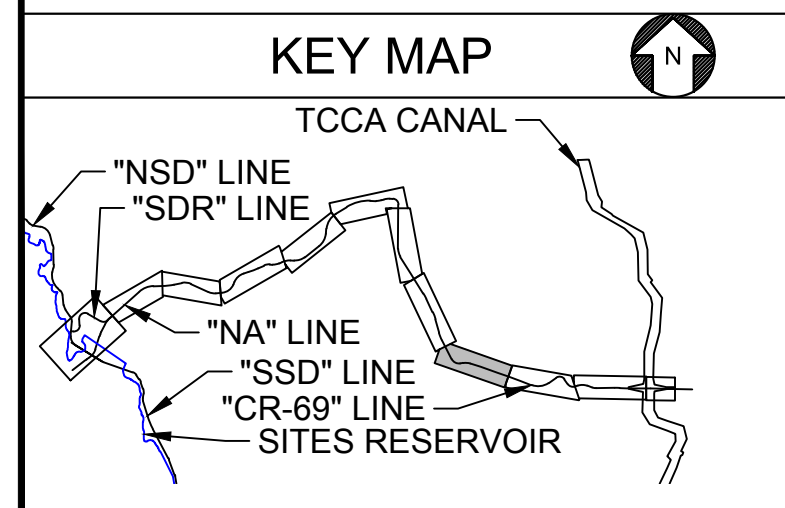 KEY MAP
N
TCCA CANAL
"NSD" LINE
"SDR" LINE
"NA" LINE
"SSD" LINE
"CR-69" LINE
SITES RESERVOIR